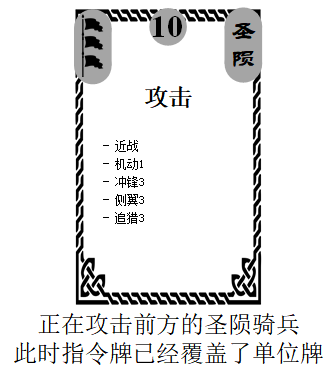 10
圣
陨
攻击
- 近战
- 机动1
- 冲锋3
- 侧翼3
- 追猎3
正在攻击前方的圣陨骑兵
此时指令牌已经覆盖了单位牌